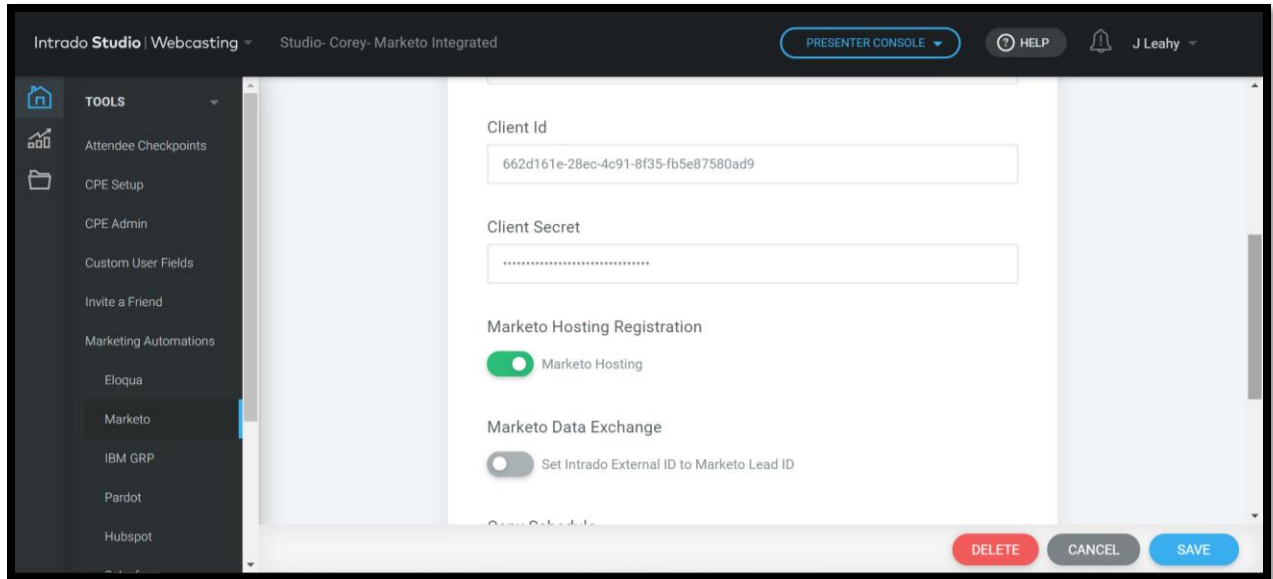 Intrado Studio | Webcasting
Studio- Corey- Marketo Integrated
PRESENTER CONSOLE
? HELP
J Leahy
TOOLS
Attendee Checkpoints
CPE Setup
CPE Admin
Custom User Fields
Invite a Friend
Marketing Automations
Eloqua
Marketo
IBM GRP
Pardot
Hubspot
Client Id
662d161e-28ec-4c91-8f35-fb5e87580ad9
Client Secret
Marketo Hosting Registration
Marketo Hosting
Marketo Data Exchange
Set Intrado External ID to Marketo Lead ID
DELETE
CANCEL
SAVE